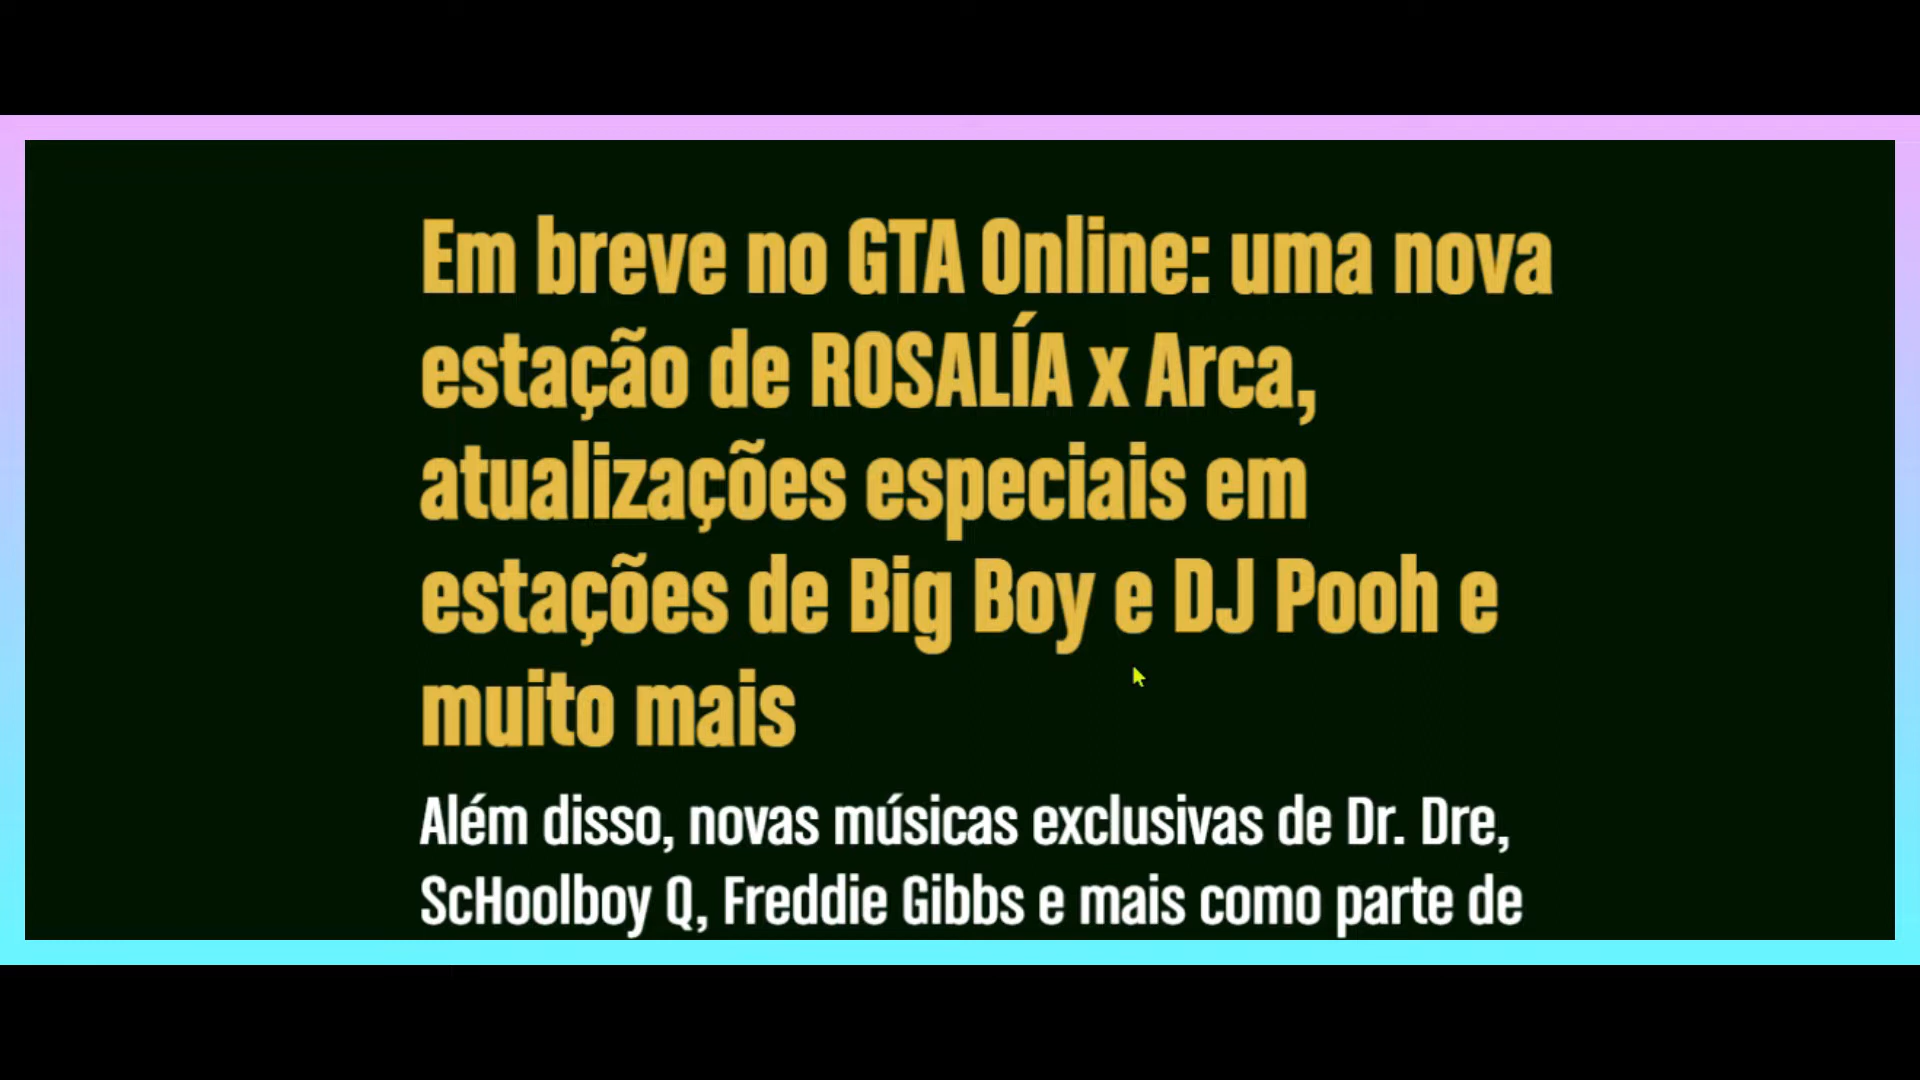 Em breve no GTA Online: uma nova
estação de ROSALÍA x Arca,
atualizações especiais em
estações de Big Boy e DJ Pooh e
muito mais
Além disso, novas músicas exclusivas de Dr. Dre,
ScHoolboy Q, Freddie Gibbs e mais como parte de